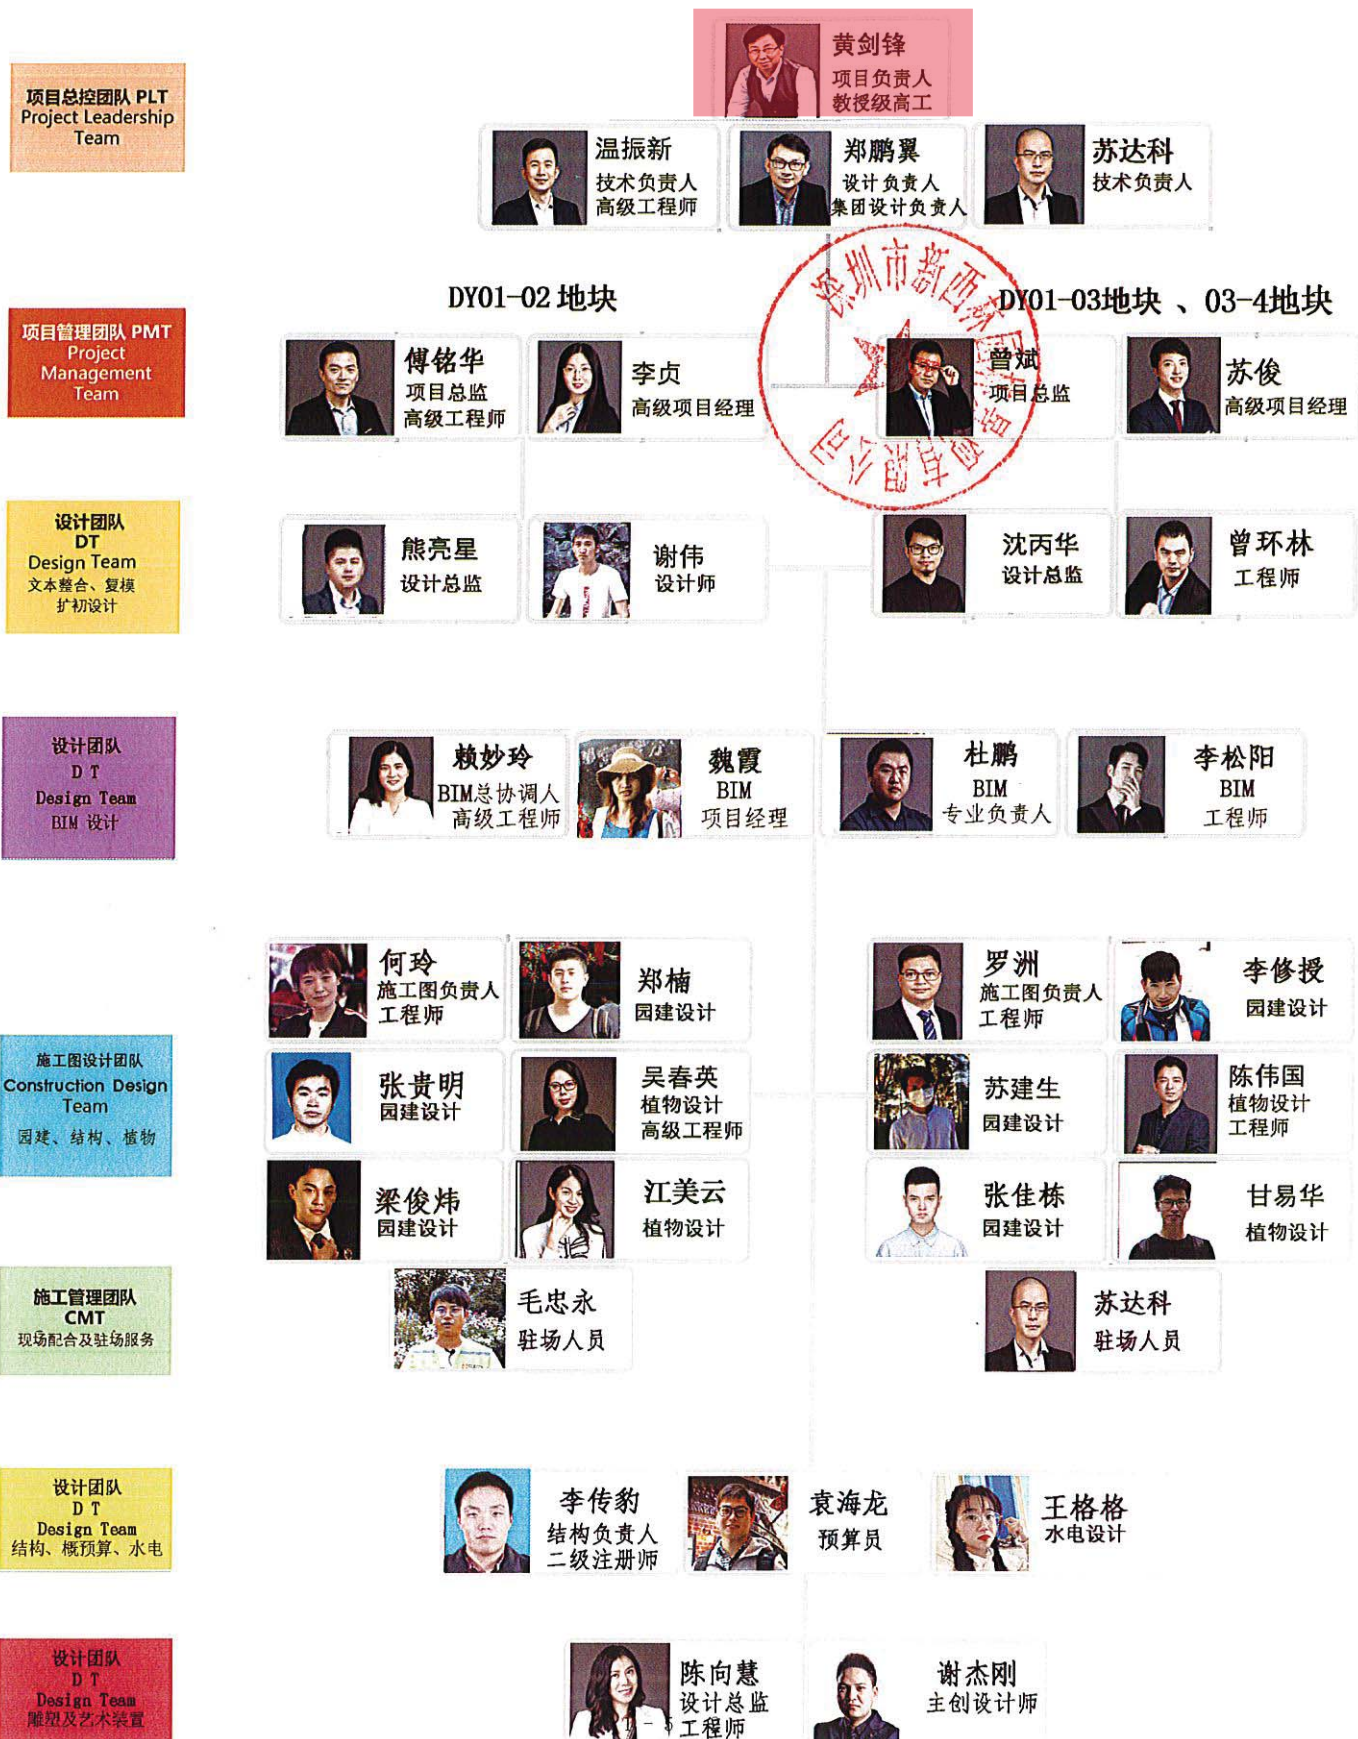 黄剑锋
项目负责人
教授级高工
项目总控团队 PLT
Project Leadership
Team
温振新
技术负责人
高级工程师
郑鹏翼
设计负责人
集团设计负责人
苏达科
技术负责人
DY01-02 地块
DY01-03地块 、03-4地块
深圳市新西林园林景观有限公司
项目管理团队 PMT
Project
Management
Team
傅铭华
项目总监
高级工程师
李贞
高级项目经理
曾斌
项目总监
苏俊
高级项目经理
设计团队
DT
Design Team
文本整合、复模
扩初设计
熊亮星
设计总监
谢伟
设计师
沈丙华
设计总监
曾环林
工程师
设计团队
D T
Design Team
BIM 设计
赖妙玲
BIM总协调人
高级工程师
魏霞
BIM
项目经理
杜鹏
BIM
专业负责人
李松阳
BIM
工程师
施工图设计团队
Construction Design
Team
园建、结构、植物
何玲
施工图负责人
工程师
郑楠
园建设计
罗洲
施工图负责人
工程师
李修授
园建设计
张贵明
园建设计
吴春英
植物设计
高级工程师
苏建生
园建设计
陈伟国
植物设计
工程师
梁俊炜
园建设计
江美云
植物设计
张佳栋
园建设计
甘易华
植物设计
施工管理团队
CMT
现场配合及驻场服务
毛忠永
驻场人员
苏达科
驻场人员
设计团队
D T
Design Team
结构、概预算、水电
李传豹
结构负责人
二级注册师
袁海龙
预算员
王格格
水电设计
设计团队
D T
Design Team
雕塑及艺术装置
陈向慧
设计总监
工程师
谢杰刚
主创设计师